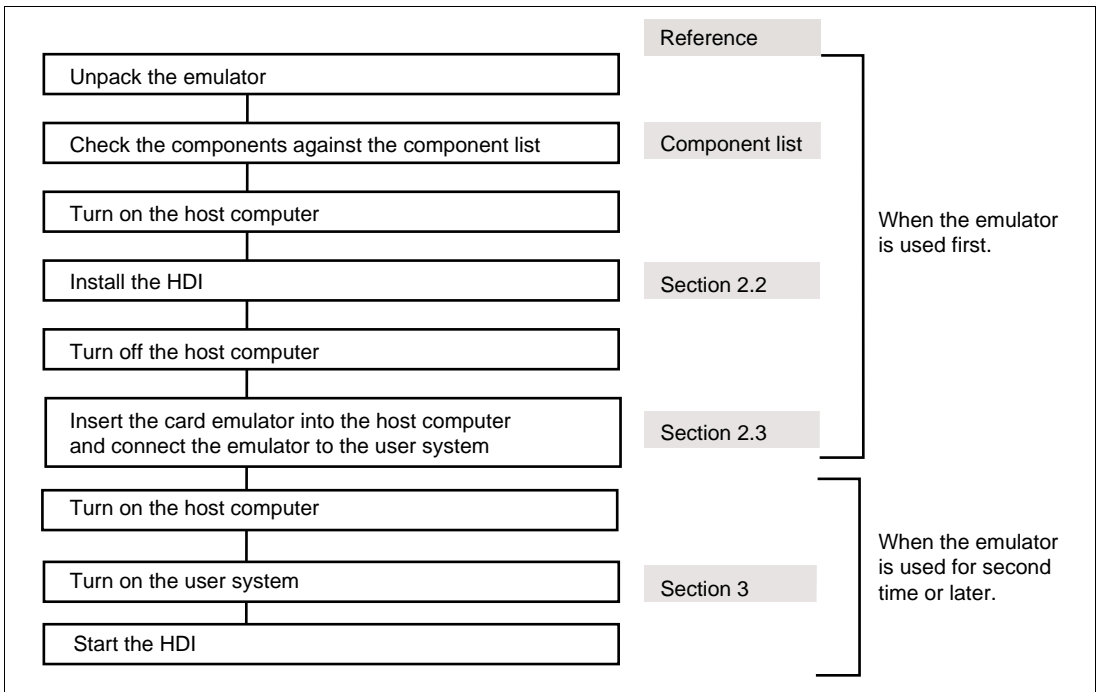 Reference
Unpack the emulator
Check the components against the component list
Component list
Turn on the host computer
When the emulator
is used first.
Install the HDI
Section 2.2
Turn off the host computer
Insert the card emulator into the host computer
and connect the emulator to the user system
Section 2.3
Turn on the host computer
When the emulator
is used for second
time or later.
Turn on the user system
Section 3
Start the HDI